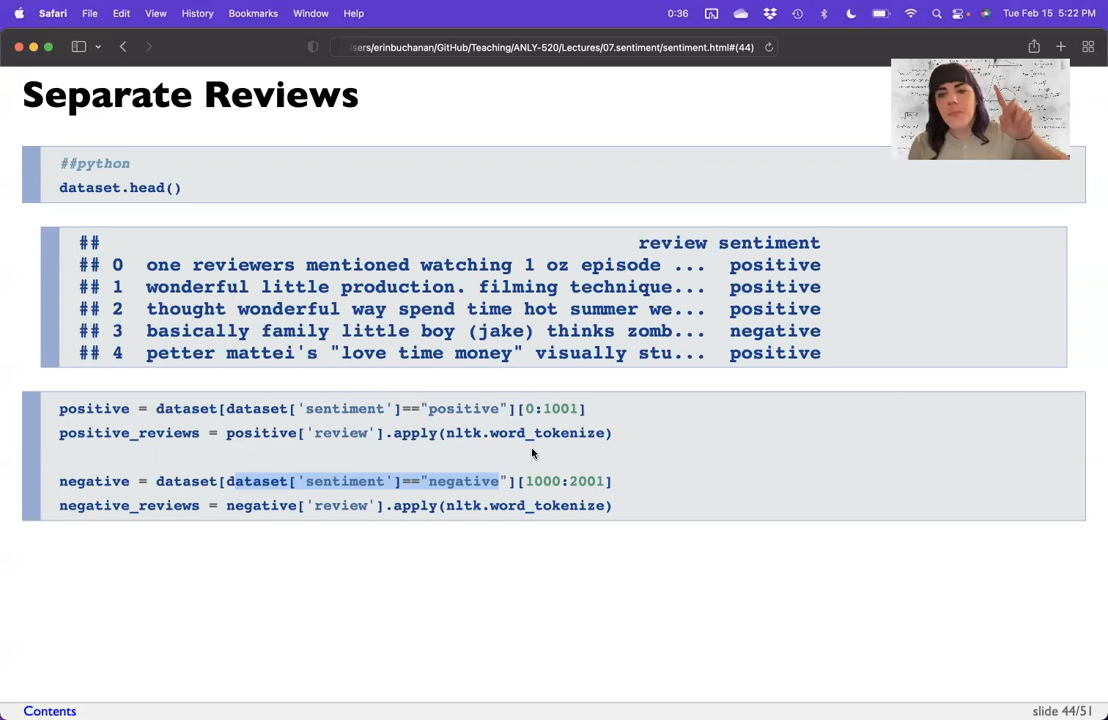 Safari File Edit View History Bookmarks Window Help 0:36 Tue Feb 15 5:22 PM
sers/erinbuchanan/GitHub/Teaching/ANLY-520/Lectures/07.sentiment/sentiment.html#(44)
Separate Reviews
##python
dataset.head()
## review sentiment
## 0 one reviewers mentioned watching 1 oz episode ... positive
## 1 wonderful little production. filming technique... positive
## 2 thought wonderful way spend time hot summer we... positive
## 3 basically family little boy (jake) thinks zomb... negative
## 4 petter mattei's "love time money" visually stu... positive
positive = dataset[dataset['sentiment']=="positive"][0:1001]
positive_reviews = positive['review'].apply(nltk.word_tokenize)
negative = dataset[dataset['sentiment']=="negative"][1000:2001]
negative_reviews = negative['review'].apply(nltk.word_tokenize)
Contents slide 44/51